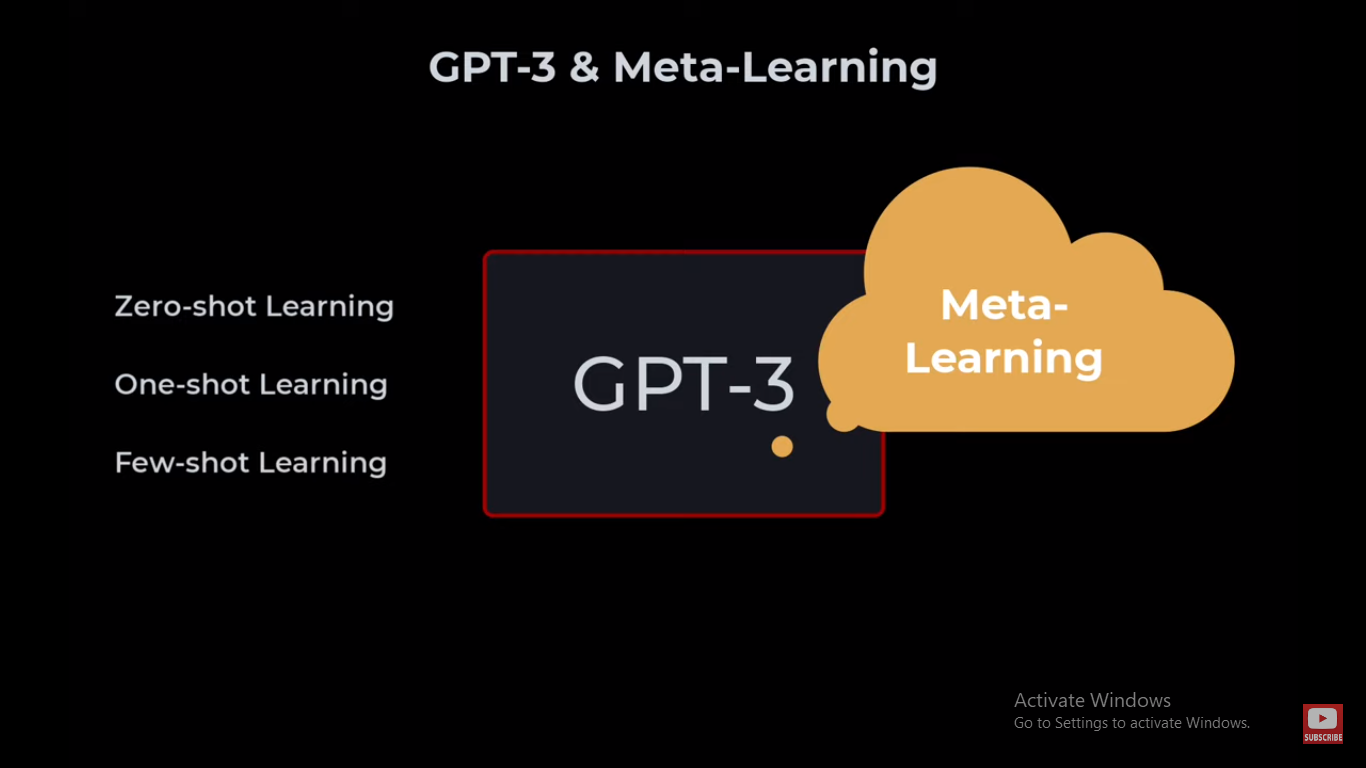 GPT-3 & Meta-Learning
Zero-shot Learning
One-shot Learning
Few-shot Learning
GPT-3
Meta-
Learning
Activate Windows
Go to Settings to activate Windows.
SUBSCRIBE